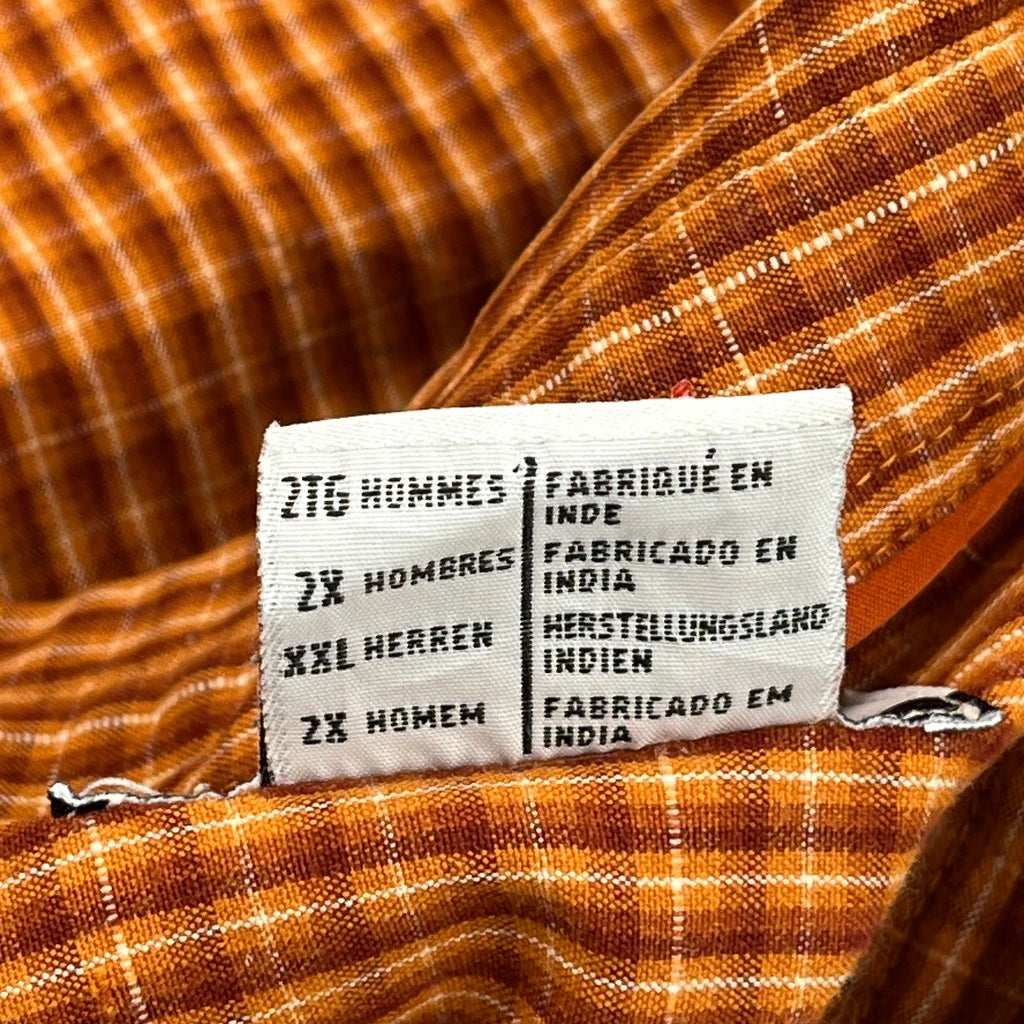 2TG HOMMES
2X HOMBRES
XXL HERREN
2X HOMEM
FABRIQUÉ EN
INDE
FABRICADO EN
INDIA
HERSTELLUNGSLAND
INDIEN
FABRICADO EM
INDIA